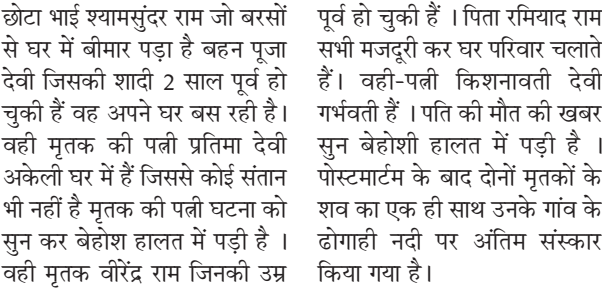 छोटा भाई श्यामसुंदर राम जो बरसों
से घर में बीमार पड़ा है बहन पूजा
देवी जिसकी शादी 2 साल पूर्व हो
चुकी हैं वह अपने घर बस रही है।
वही मृतक की पत्नी प्रतिमा देवी
अकेली घर में हैं जिससे कोई संतान
भी नहीं है मृतक की पत्नी घटना को
सुन कर बेहोश हालत में पड़ी है ।
वही मृतक वीरेंद्र राम जिनकी उम्र
पूर्व हो चुकी हैं । पिता रमियाद राम
सभी मजदूरी कर घर परिवार चलाते
हैं। वही-पत्नी किशनावती देवी
गर्भवती हैं । पति की मौत की खबर
सुन बेहोशी हालत में पड़ी है ।
पोस्टमार्टम के बाद दोनों मृतकों के
शव का एक ही साथ उनके गांव के
ढोगाही नदी पर अंतिम संस्कार
किया गया है।